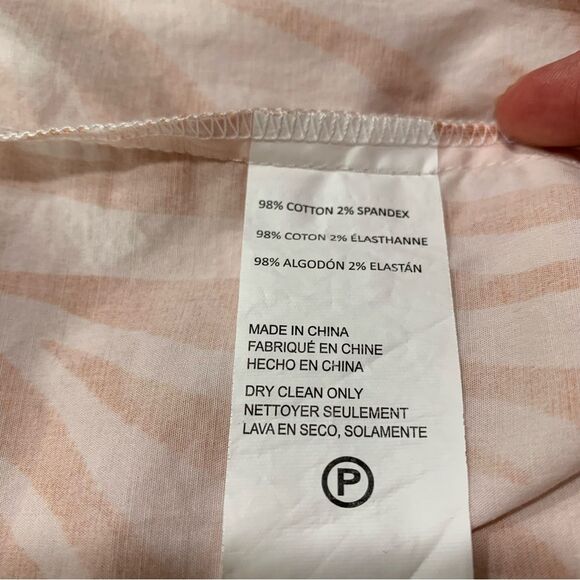 98% COTTON 2% SPANDEX
98% COTON 2% ÉLASTHANNE
98% ALGODÓN 2% ELASTÁN
MADE IN CHINA
FABRIQUÉ EN CHINE
HECHO EN CHINA
DRY CLEAN ONLY
NETTOYER SEULEMENT
LAVA EN SECO, SOLAMENTE
P